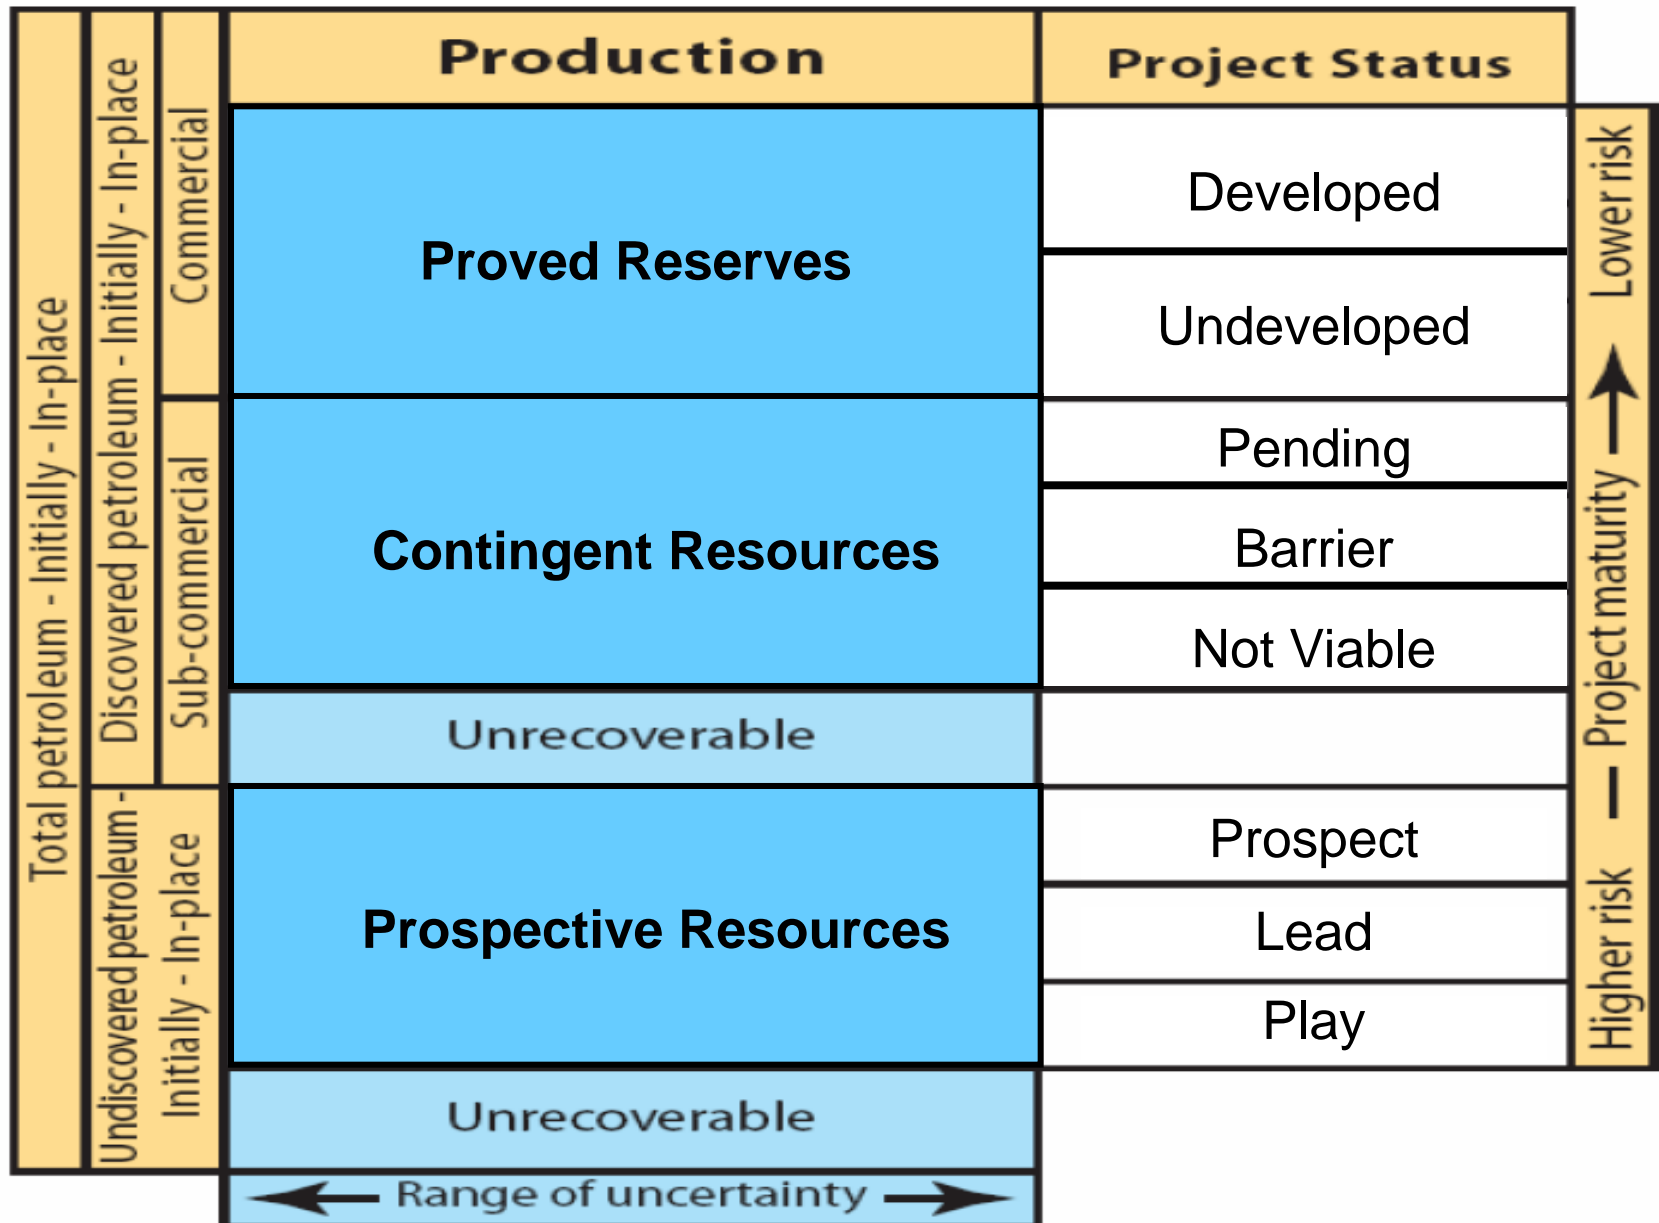 Production
Project Status
Total petroleum - Initially - In-place
Discovered petroleum - Initially - In-place
Commercial
Proved Reserves
Developed
Undeveloped
Sub-commercial
Contingent Resources
Pending
Barrier
Not Viable
Unrecoverable
Undiscovered petroleum -
Initially - In-place
Prospective Resources
Prospect
Lead
Play
Unrecoverable
Range of uncertainty
Lower risk
Project maturity
Higher risk